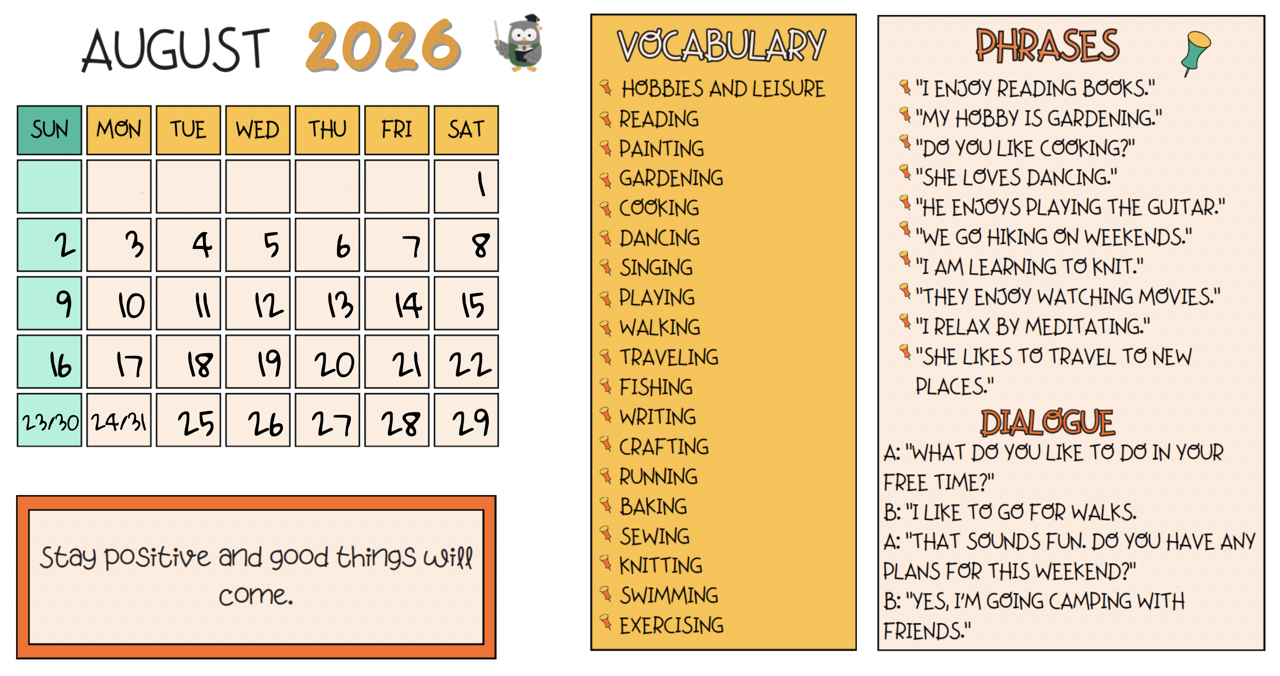 AUGUST 2026
SUN MON TUE WED THU FRI SAT
1
2 3 4 5 6 7 8
9 10 11 12 13 14 15
16 17 18 19 20 21 22
23/30 24/31 25 26 27 28 29
Stay positive and good things will
come.
VOCABULARY
HOBBIES AND LEISURE
READING
PAINTING
GARDENING
COOKING
DANCING
SINGING
PLAYING
WALKING
TRAVELING
FISHING
WRITING
CRAFTING
RUNNING
BAKING
SEWING
KNITTING
SWIMMING
EXERCISING
PHRASES
"I ENJOY READING BOOKS."
"MY HOBBY IS GARDENING."
"DO YOU LIKE COOKING?"
"SHE LOVES DANCING."
"HE ENJOYS PLAYING THE GUITAR."
"WE GO HIKING ON WEEKENDS."
"I AM LEARNING TO KNIT."
"THEY ENJOY WATCHING MOVIES."
"I RELAX BY MEDITATING."
"SHE LIKES TO TRAVEL TO NEW
PLACES."
DIALOGUE
A: "WHAT DO YOU LIKE TO DO IN YOUR
FREE TIME?"
B: "I LIKE TO GO FOR WALKS.
A: "THAT SOUNDS FUN. DO YOU HAVE ANY
PLANS FOR THIS WEEKEND?"
B: "YES, I'M GOING CAMPING WITH
FRIENDS."